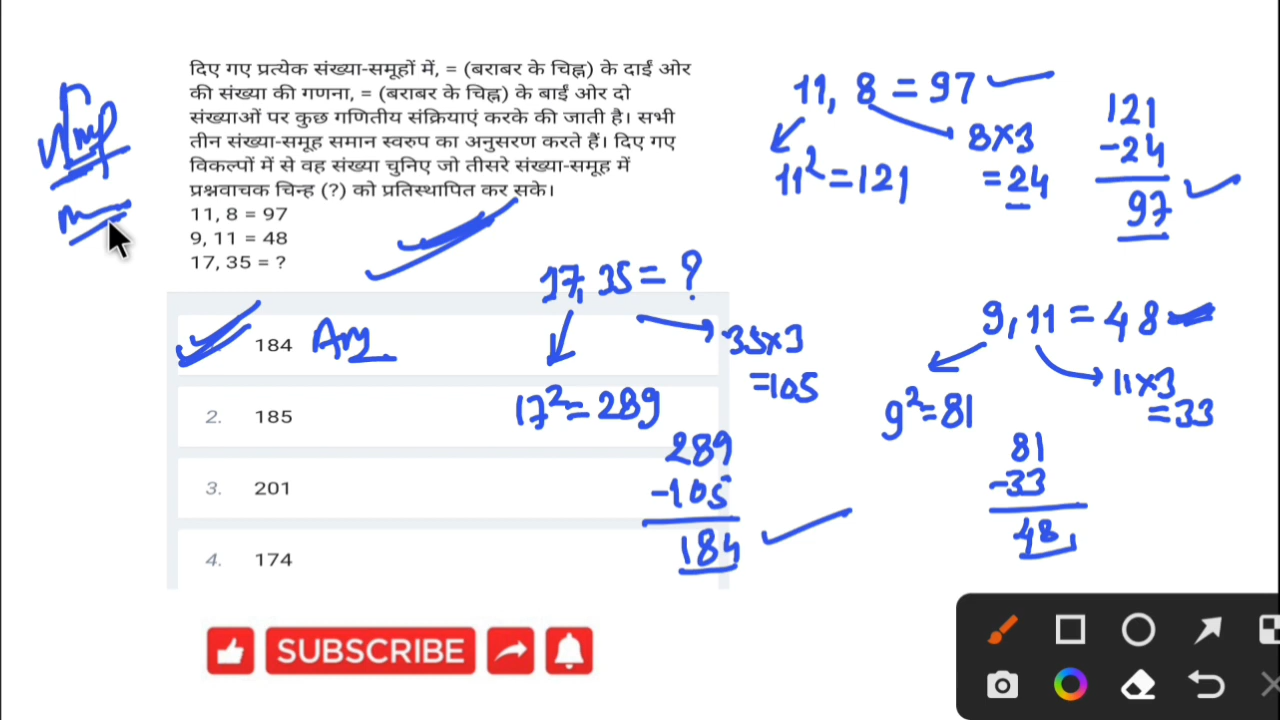 दिए गए प्रत्येक संख्या-समूहों में, = (बराबर के चिह्न) के दाईं ओर
की संख्या की गणना, = (बराबर के चिह्न) के बाईं ओर दो
संख्याओं पर कुछ गणितीय संक्रियाएं करके की जाती है। सभी
तीन संख्या-समूह समान स्वरुप का अनुसरण करते हैं। दिए गए
विकल्पों में से वह संख्या चुनिए जो तीसरे संख्या-समूह में
प्रश्नवाचक चिन्ह (?) को प्रतिस्थापित कर सके।
11, 8 = 97
9, 11 = 48
17, 35 = ?
184 Ans
2. 185
3. 201
4. 174
Imp
17, 35 = ?
35×3
=105
17²=289
289
-105
184
11, 8 = 97
8×3
=24
11²=121
121
-24
97
9, 11 = 48
11×3
=33
9²=81
81
-33
48
SUBSCRIBE